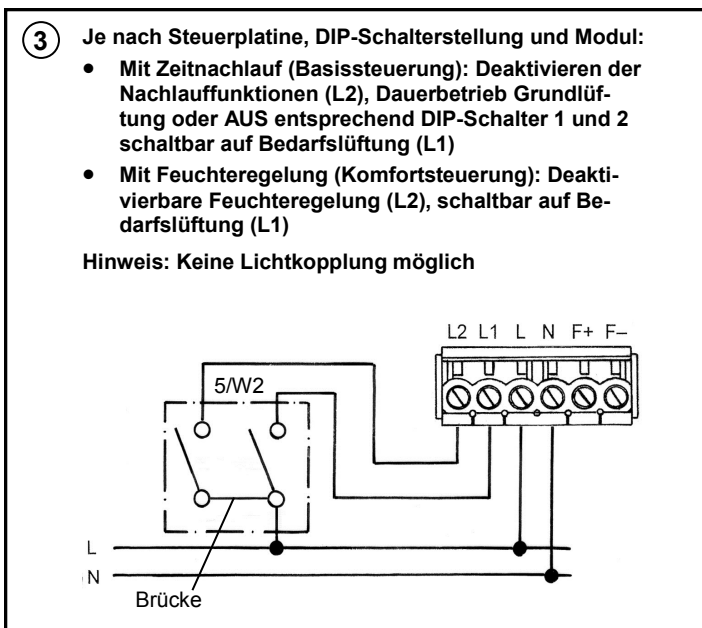 3 Je nach Steuerplatine, DIP-Schalterstellung und Modul:
• Mit Zeitnachlauf (Basissteuerung): Deaktivieren der
Nachlauffunktionen (L2), Dauerbetrieb Grundlüf-
tung oder AUS entsprechend DIP-Schalter 1 und 2
schaltbar auf Bedarfslüftung (L1)
• Mit Feuchteregelung (Komfortsteuerung): Deakti-
vierbare Feuchteregelung (L2), schaltbar auf Be-
darfslüftung (L1)
Hinweis: Keine Lichtkopplung möglich
L2 L1 L N F+ F–
5/W2
L
N
Brücke